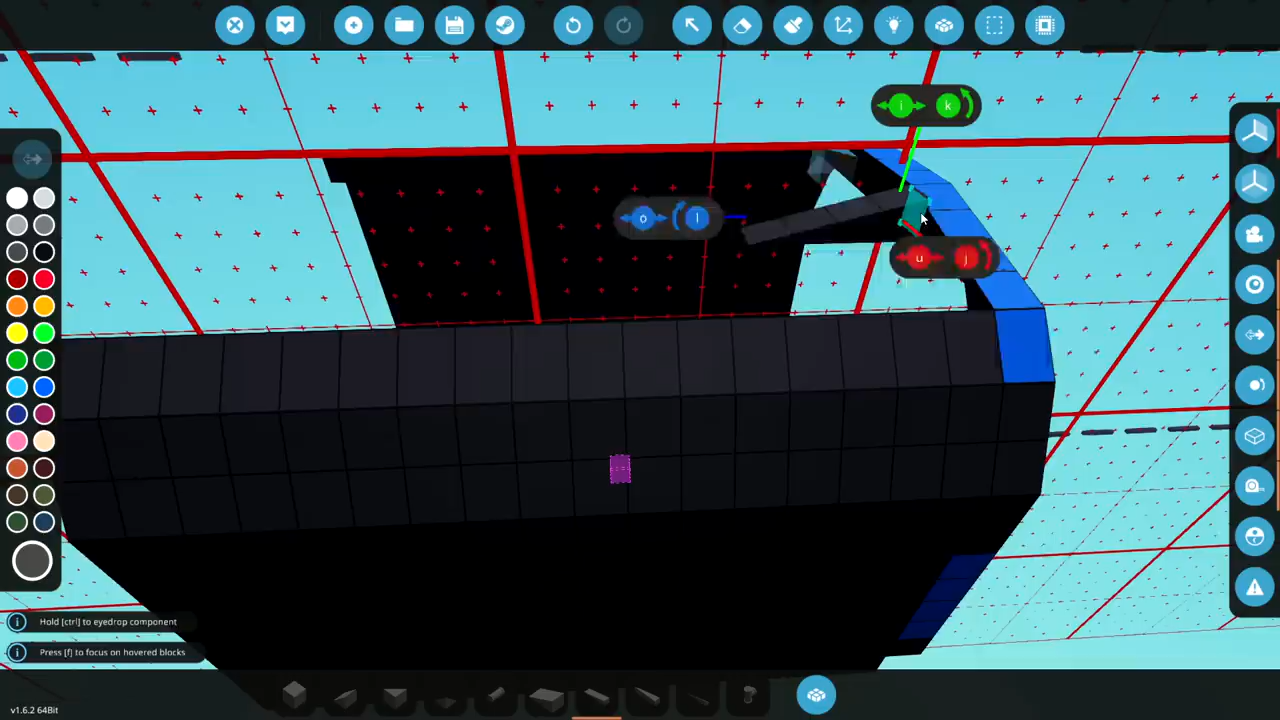 i k
o l
u j
Hold [ctrl] to eyedrop component
Press [f] to focus on hovered blocks
v1.6.2 64Bit